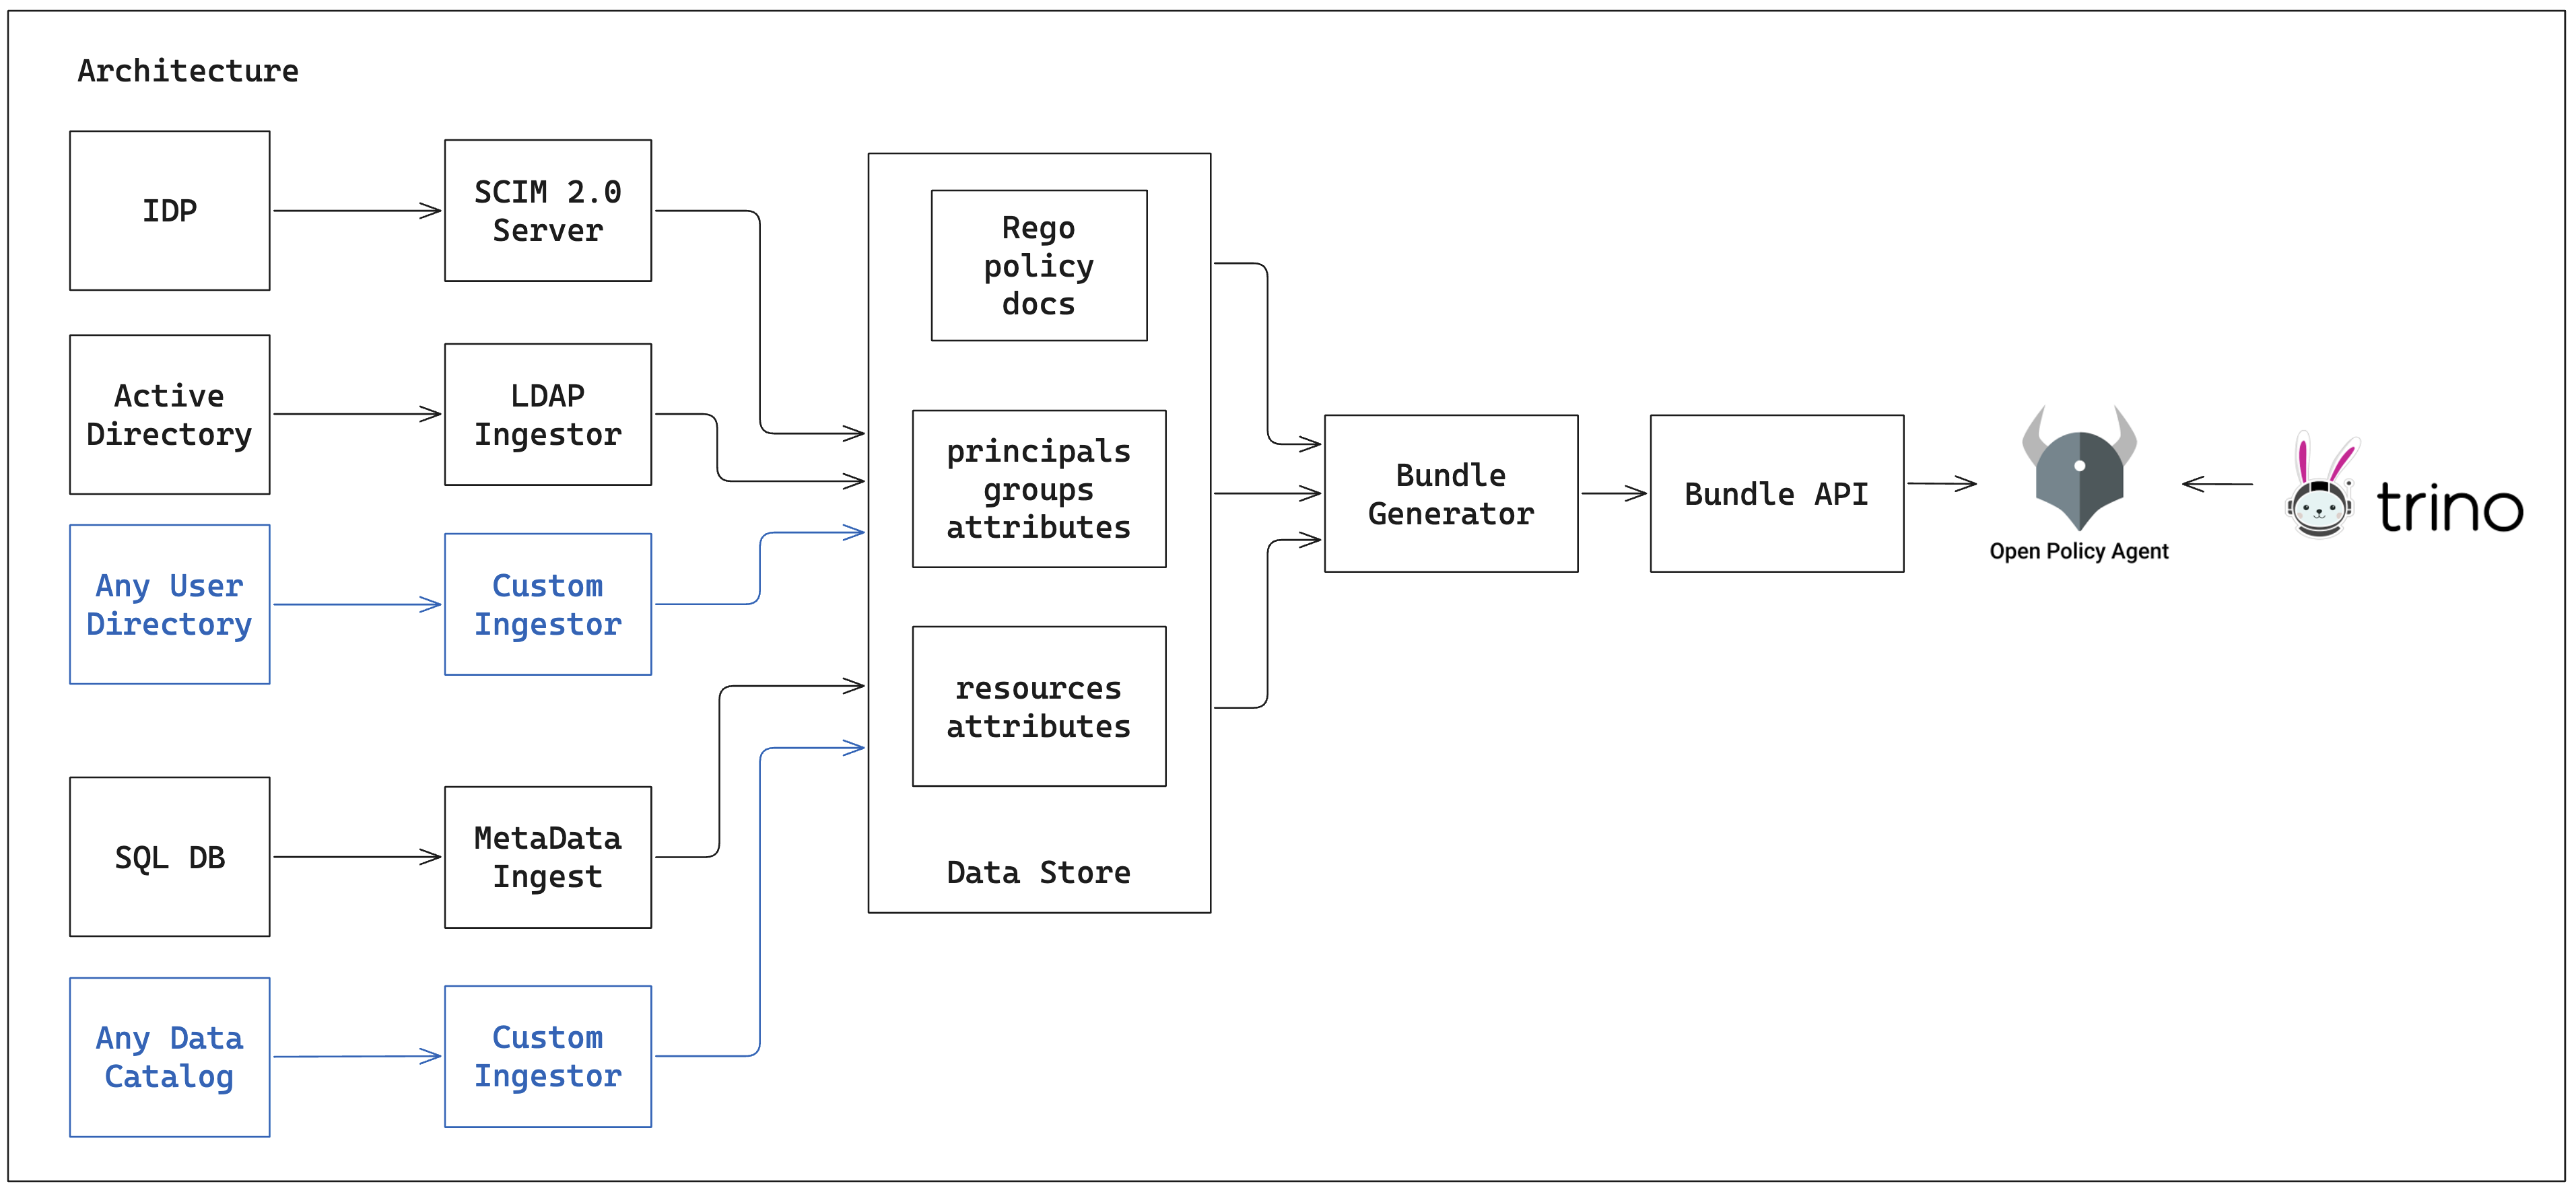 Architecture
IDP
SCIM 2.0
Server
Active
Directory
LDAP
Ingestor
Any User
Directory
Custom
Ingestor
SQL DB
MetaData
Ingest
Any Data
Catalog
Custom
Ingestor
Rego
policy
docs
principals
groups
attributes
resources
attributes
Data Store
Bundle
Generator
Bundle API
Open Policy Agent
trino